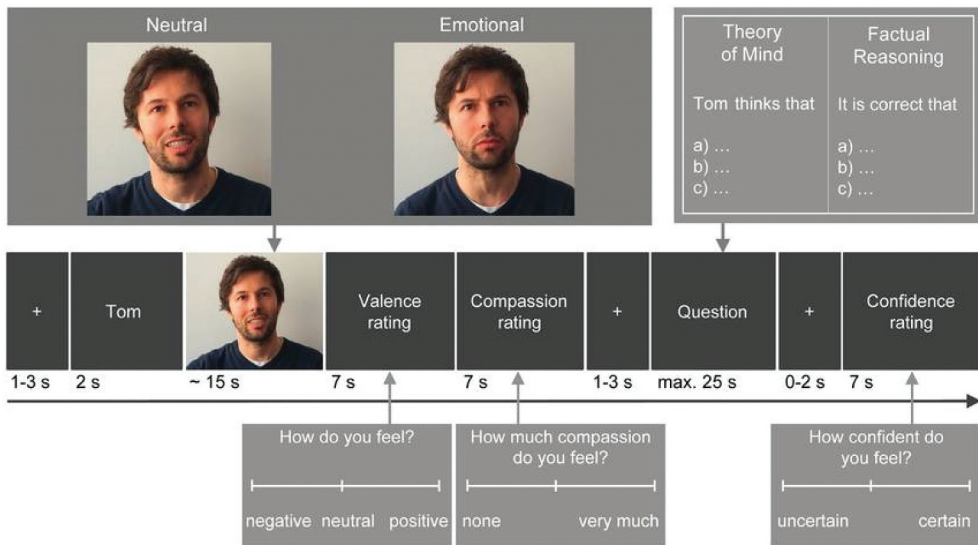 Neutral
Emotional
Theory
of Mind
Tom thinks that
a) ...
b) ...
c) ...
Factual
Reasoning
It is correct that
a) ...
b) ...
c) ...
+
Tom
Valence
rating
Compassion
rating
+
Question
+
Confidence
rating
1-3 s
2 s
~ 15 s
7 s
7 s
1-3 s
max. 25 s
0-2 s
7 s
How do you feel?
negative neutral positive
How much compassion
do you feel?
none very much
How confident do
you feel?
uncertain certain